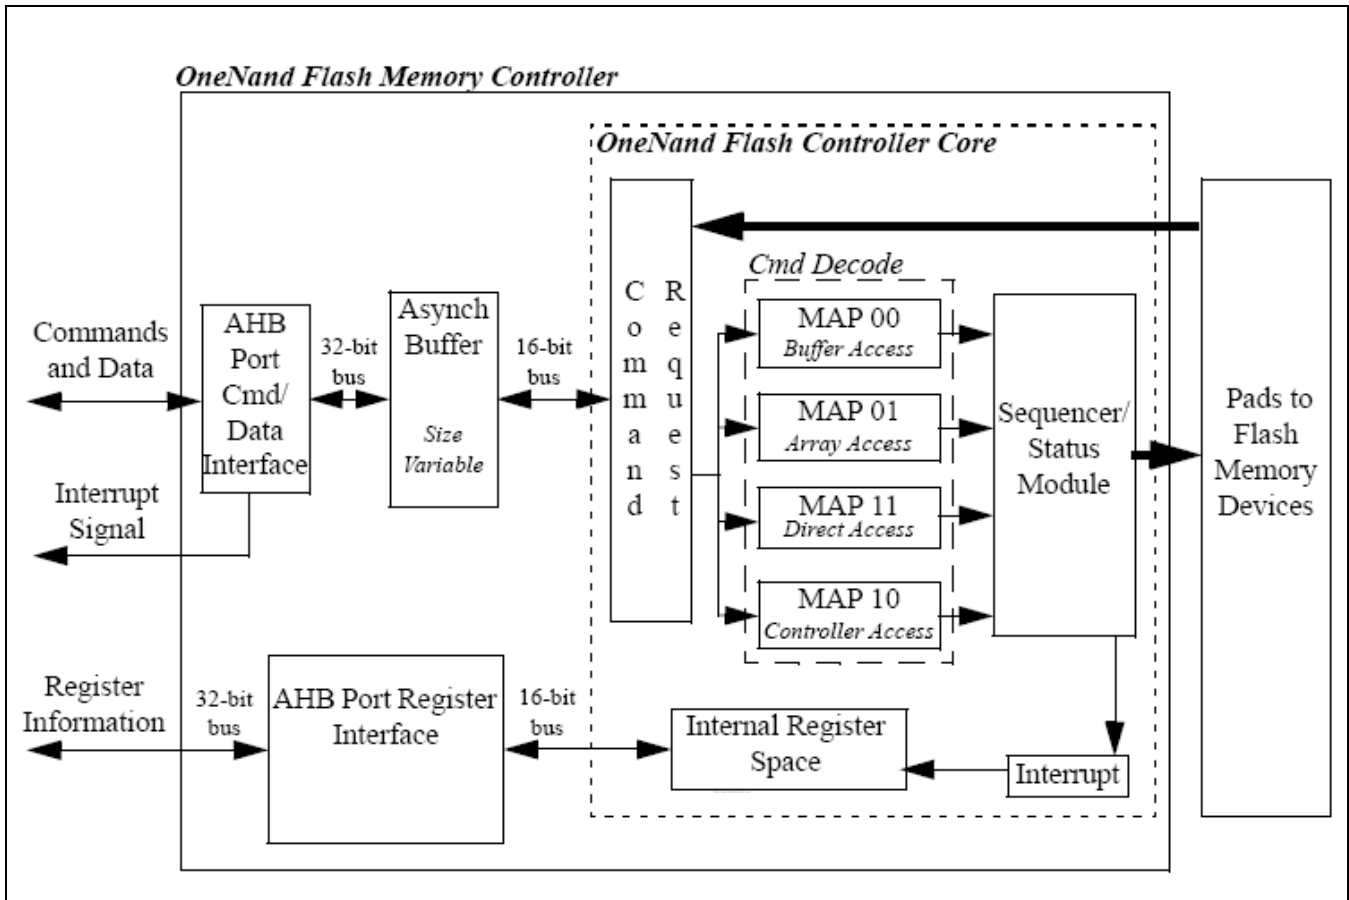 OneNand Flash Memory Controller
OneNand Flash Controller Core
Commands
and Data
Interrupt
Signal
AHB
Port
Cmd/
Data
Interface
32-bit
bus
Asynch
Buffer
Size
Variable
16-bit
bus
Command
Request
Cmd Decode
MAP 00
Buffer Access
MAP 01
Array Access
MAP 11
Direct Access
MAP 10
Controller Access
Sequencer/
Status
Module
Pads to
Flash
Memory
Devices
Register
Information
32-bit
bus
AHB Port Register
Interface
16-bit
bus
Internal Register
Space
Interrupt